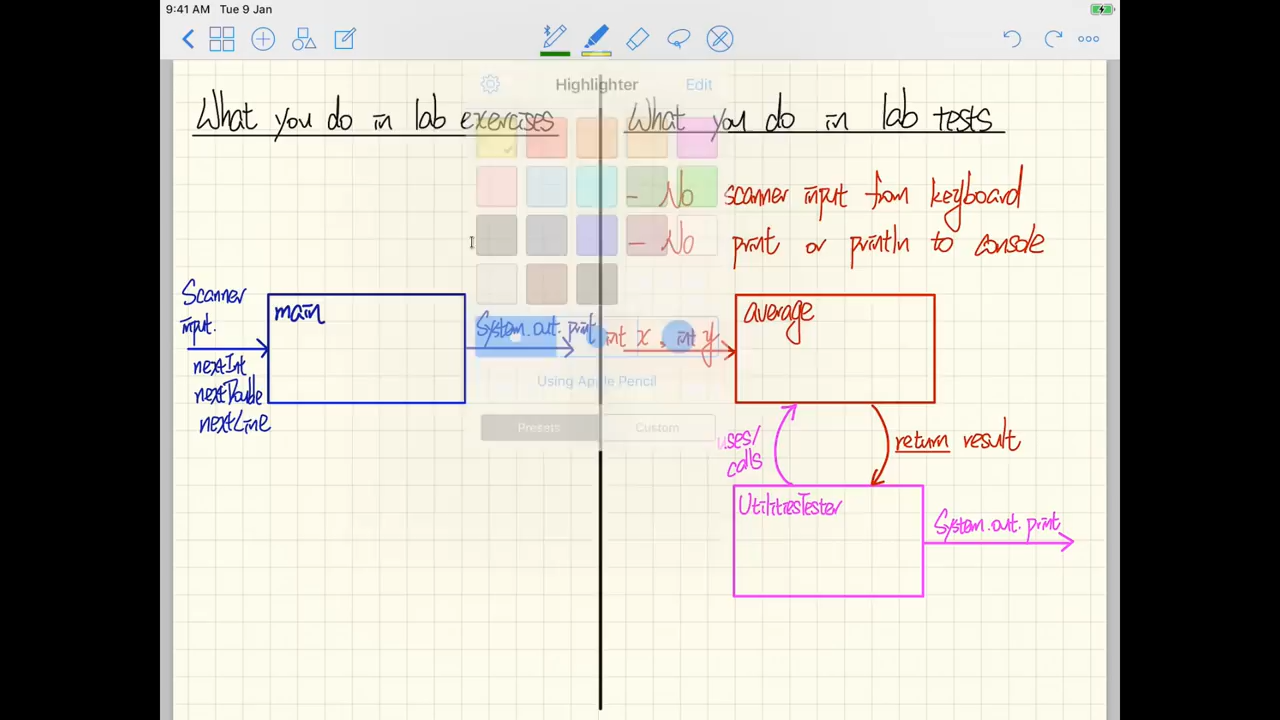 9:41 AM Tue 9 Jan
Highlighter Edit
What you do in lab exercises
What you do in lab tests
- No scanner input from keyboard
- No print or println to console
Scanner
input.
nextInt
nextDouble
nextLine
main
System.out.print
int x , int y
average
Using Apple Pencil
Presets Custom
uses/
calls
return result
UtilitiesTester
System.out.print